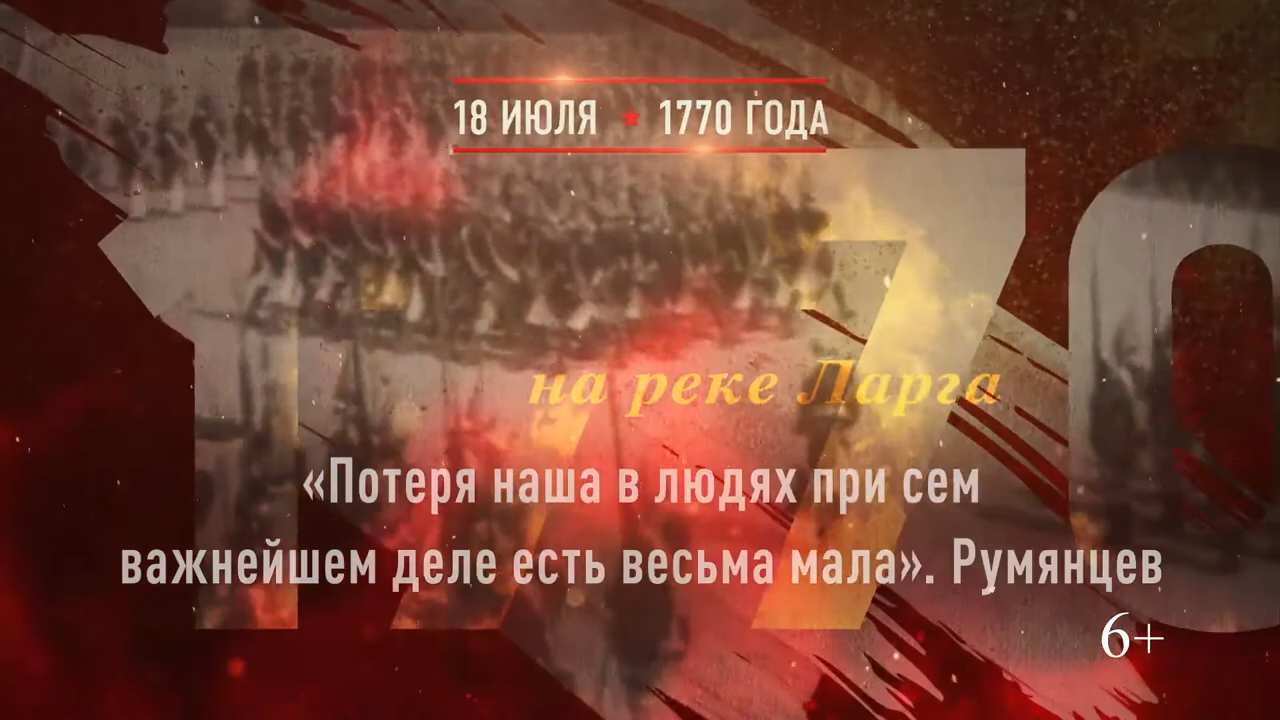 18 ИЮЛЯ ★ 1770 ГОДА
1770
на реке Ларга
«Потеря наша в людях при сем
важнейшем деле есть весьма мала». Румянцев
6+